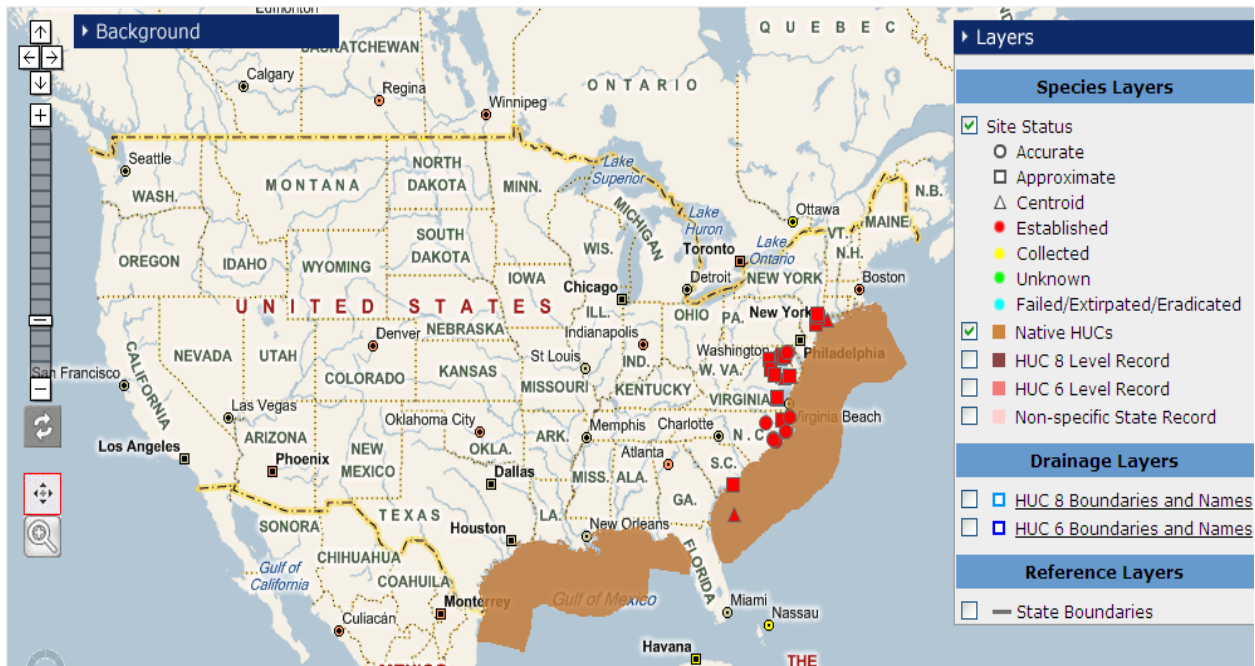 Edmonton
SASKATCHEWAN
Q U E B E C
Background
Calgary
Regina
Winnipeg
O N T A R I O
Seattle
WASH.
M O N T A N A
NORTH
DAKOTA
MINN.
Lake
Superior
N.B.
Ottawa
MAINE
VT.
N.H.
MICHIGAN
Lake
Huron
Toronto
Lake
Ontario
OREGON
IDAHO
WYOMING
SOUTH
DAKOTA
WIS.
Detroit
NEW YORK
Boston
IOWA
Chicago
U N I T E D S T A T E S
ILL.
OHIO
PA.
New York
NEVADA
UTAH
Denver
NEBRASKA
Indianapolis
IND.
Washington
Philadelphia
San Francisco
CALIFORNIA
COLORADO
KANSAS
St Louis
MISSOURI
W. VA.
KENTUCKY
VIRGINIA
Virginia Beach
Las Vegas
Los Angeles
ARIZONA
Phoenix
NEW
MEXICO
Oklahoma City
OKLA.
ARK.
Memphis
Charlotte
N. C
Atlanta
S.C.
Dallas
MISS.
ALA.
GA.
T E X A S
LA.
SONORA
Houston
New Orleans
CHIHUAHUA
FLORIDA
Gulf of
California
COAHUILA
Monterrey
Gulf of Mexico
Miami
Nassau
Culiacán
Havana
MEXICO
THE
Layers
Species Layers
Site Status
Accurate
Approximate
Centroid
Established
Collected
Unknown
Failed/Extirpated/Eradicated
Native HUCs
HUC 8 Level Record
HUC 6 Level Record
Non-specific State Record
Drainage Layers
HUC 8 Boundaries and Names
HUC 6 Boundaries and Names
Reference Layers
State Boundaries